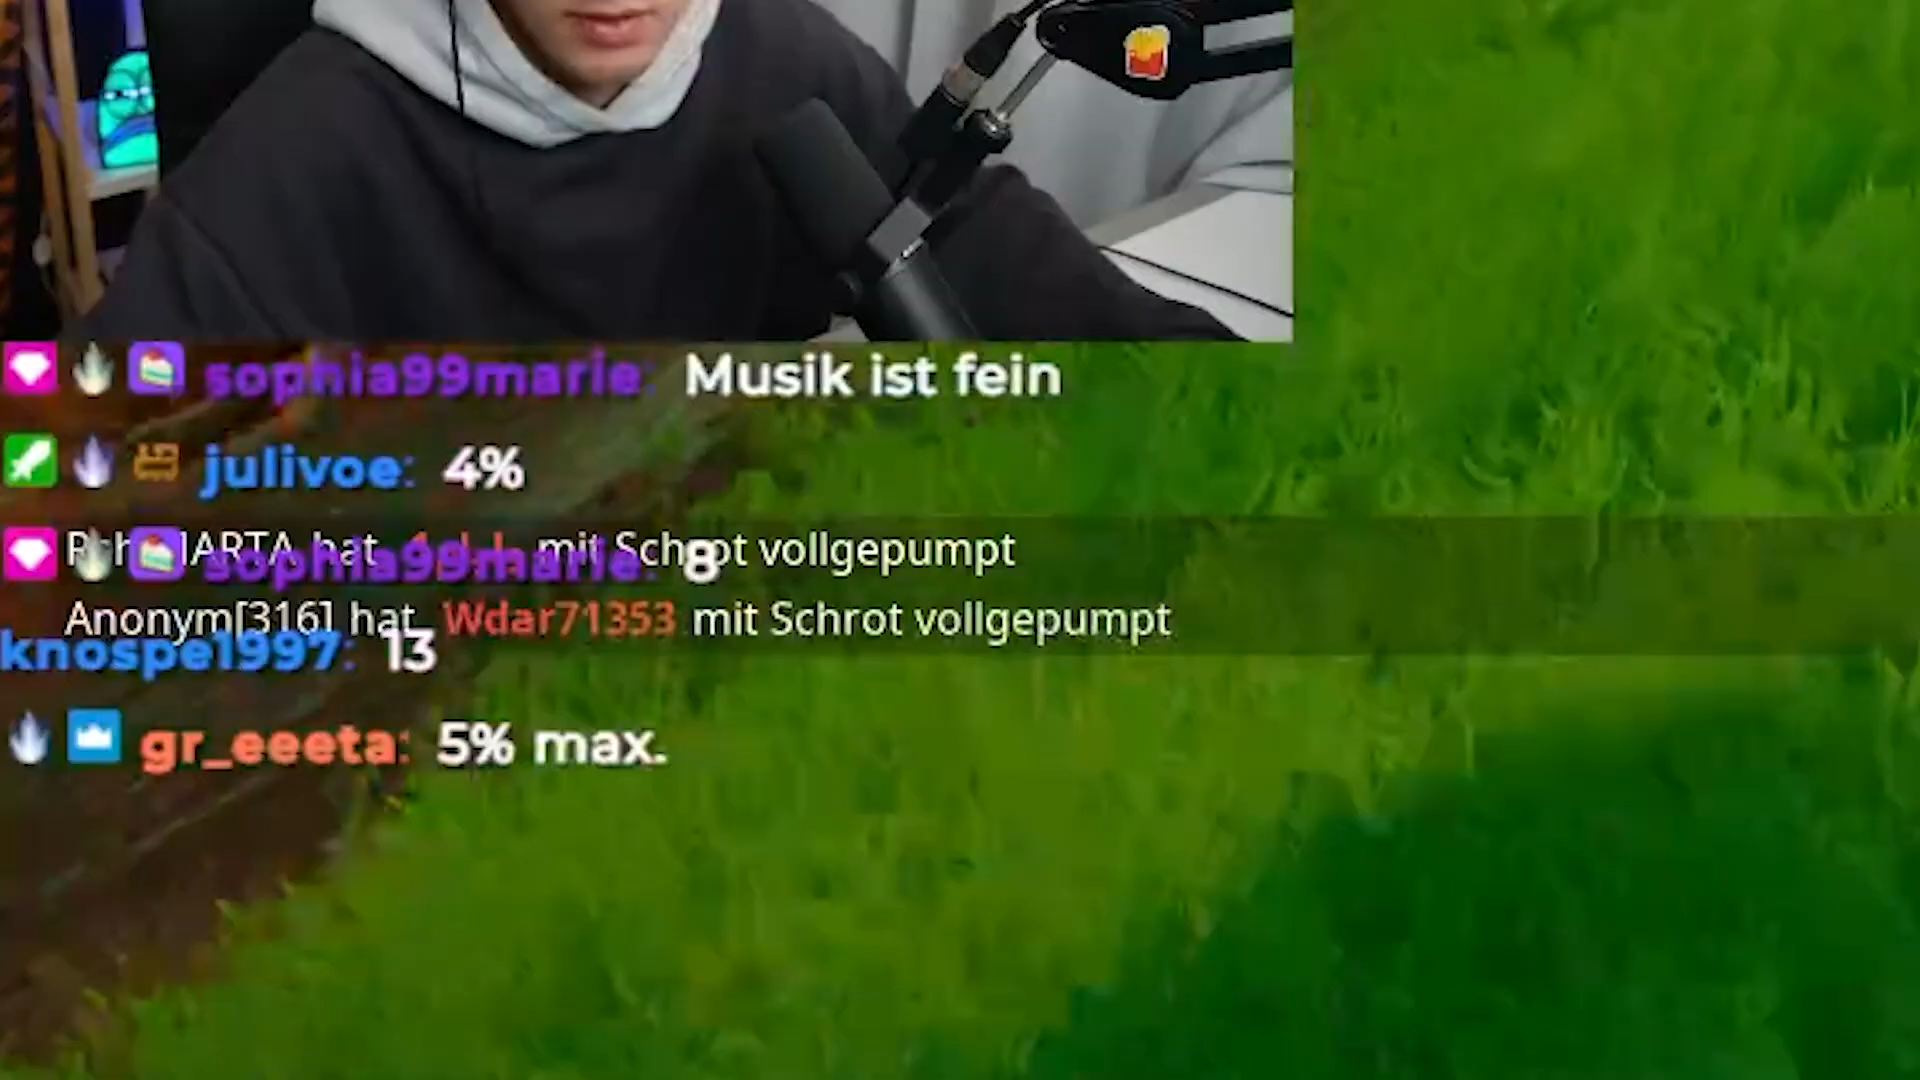 sophia99marie: Musik ist fein
julivoe: 4%
hat mit Schrot vollgepumpt
sophia99marie: 8
Anonym[316] hat Wdar71353 mit Schrot vollgepumpt
knospe1997: 13
gr_eeeta: 5% max.